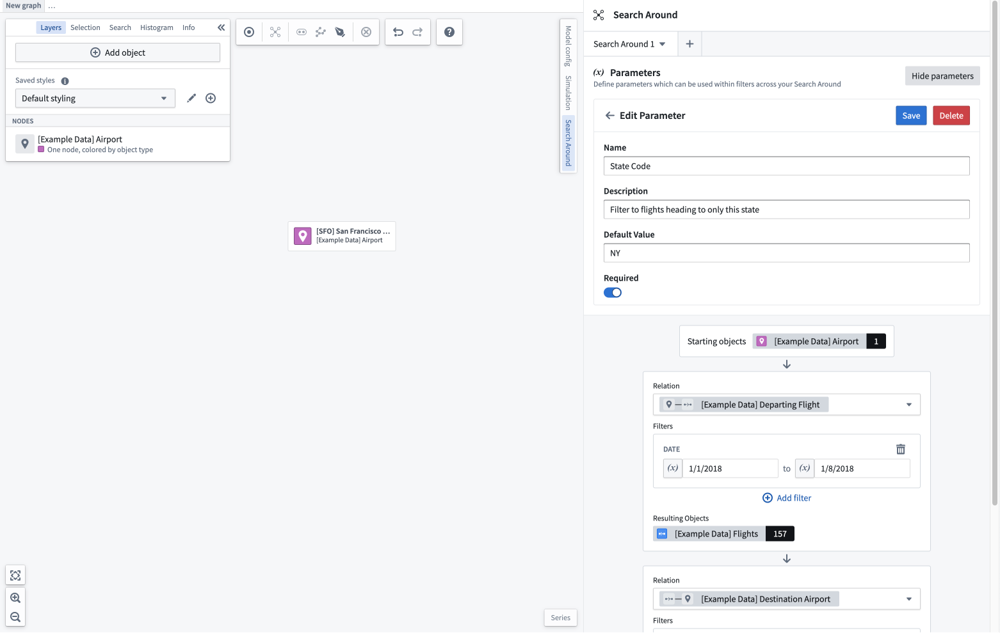 New graph ...
Layers Selection Search Histogram Info
Add object
Saved styles
Default styling
NODES
[Example Data] Airport
One node, colored by object type
[SFO] San Francisco ...
[Example Data] Airport
Series
Model config
Simulation
Search Around
Search Around
Search Around 1
(x) Parameters
Define parameters which can be used within filters across your Search Around
Hide parameters
Edit Parameter
Save
Delete
Name
State Code
Description
Filter to flights heading to only this state
Default Value
NY
Required
Starting objects [Example Data] Airport 1
Relation
[Example Data] Departing Flight
Filters
DATE
(x) 1/1/2018 to (x) 1/8/2018
Add filter
Resulting Objects
[Example Data] Flights 157
Relation
[Example Data] Destination Airport
Filters